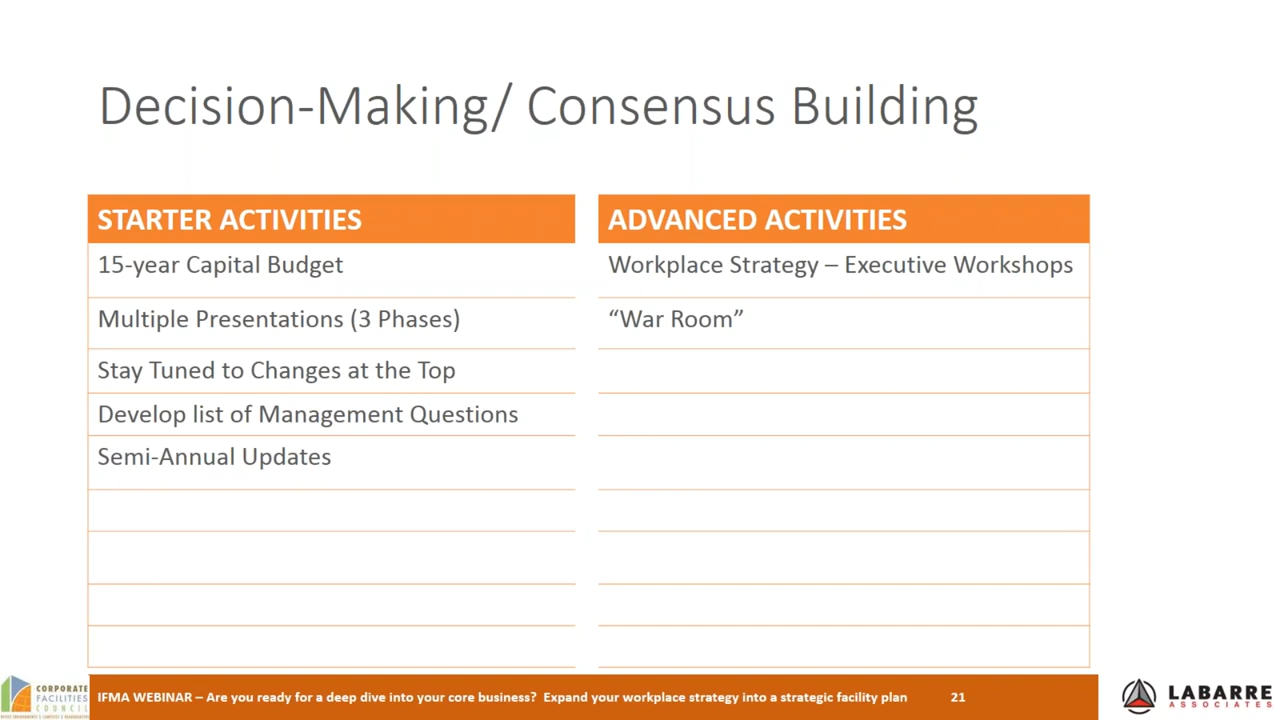 Decision-Making/ Consensus Building
STARTER ACTIVITIES
15-year Capital Budget
Multiple Presentations (3 Phases)
Stay Tuned to Changes at the Top
Develop list of Management Questions
Semi-Annual Updates
ADVANCED ACTIVITIES
Workplace Strategy – Executive Workshops
“War Room”
CORPORATE
FACILITIES
COUNCIL
IFMA WEBINAR – Are you ready for a deep dive into your core business? Expand your workplace strategy into a strategic facility plan
21
LABARRE
ASSOCIATES